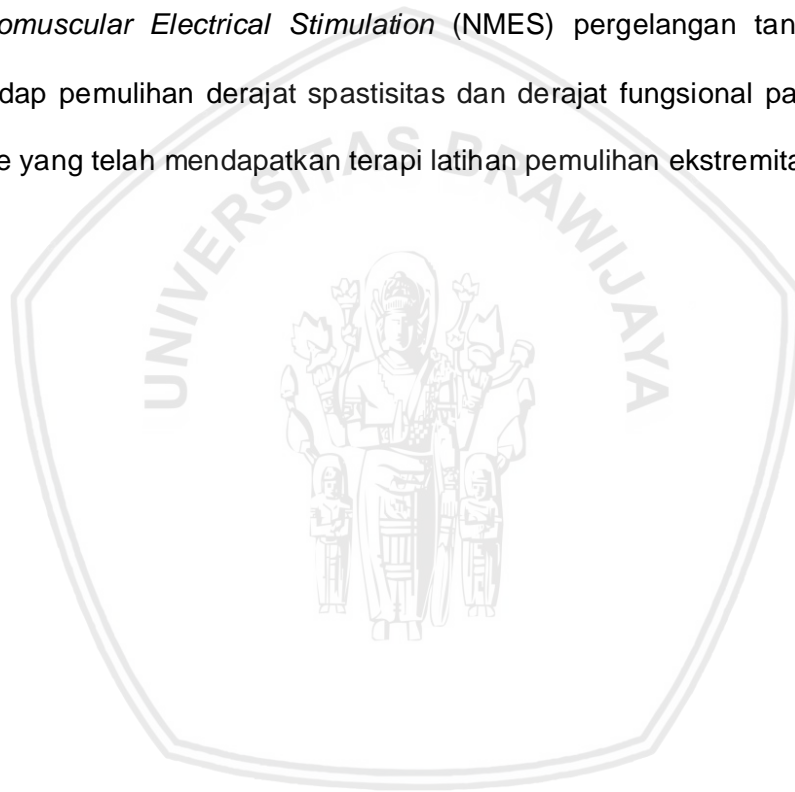 omuscular Electrical Stimulation (NMES) pergelangan tan
dap pemulihan derajat spastisitas dan derajat fungsional pa
e yang telah mendapatkan terapi latihan pemulihan ekstremita
UNIVERSITAS BRAWIJAYA